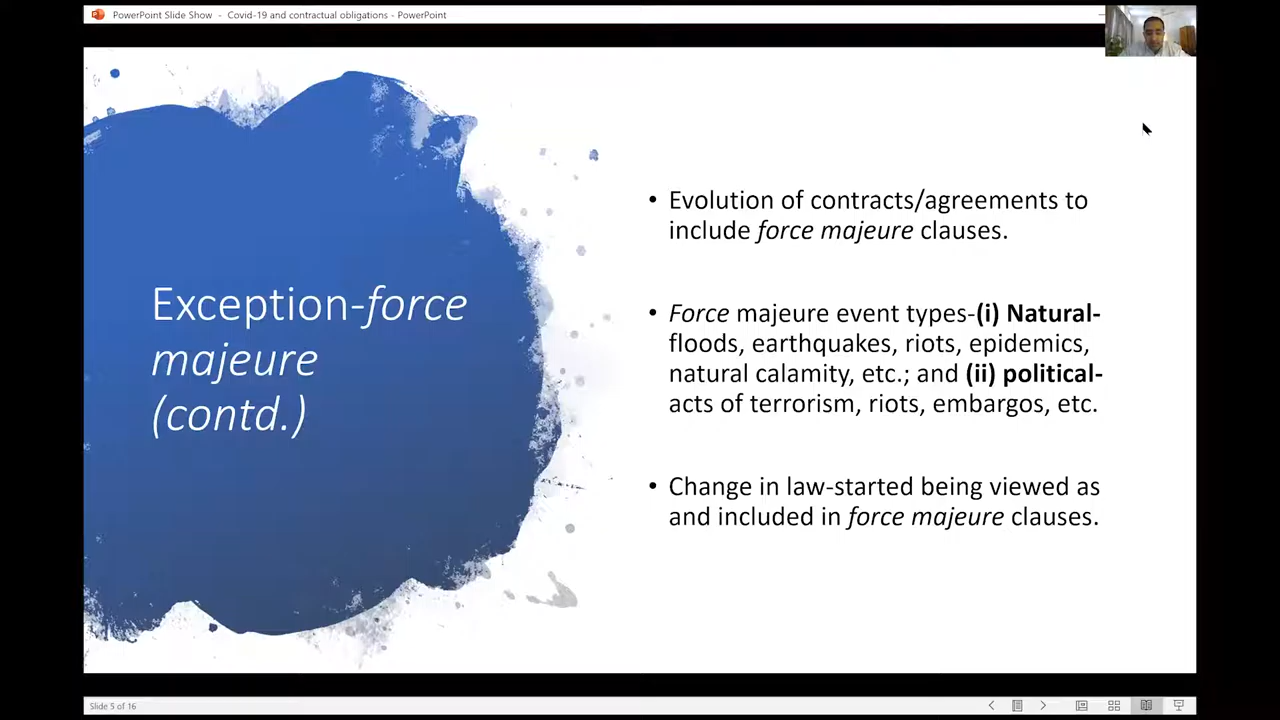 PowerPoint Slide Show - Covid-19 and contractual obligations - PowerPoint
Exception-force
majeure
(contd.)
• Evolution of contracts/agreements to
include force majeure clauses.
• Force majeure event types-(i) Natural-
floods, earthquakes, riots, epidemics,
natural calamity, etc.; and (ii) political-
acts of terrorism, riots, embargos, etc.
• Change in law-started being viewed as
and included in force majeure clauses.
Slide 5 of 16